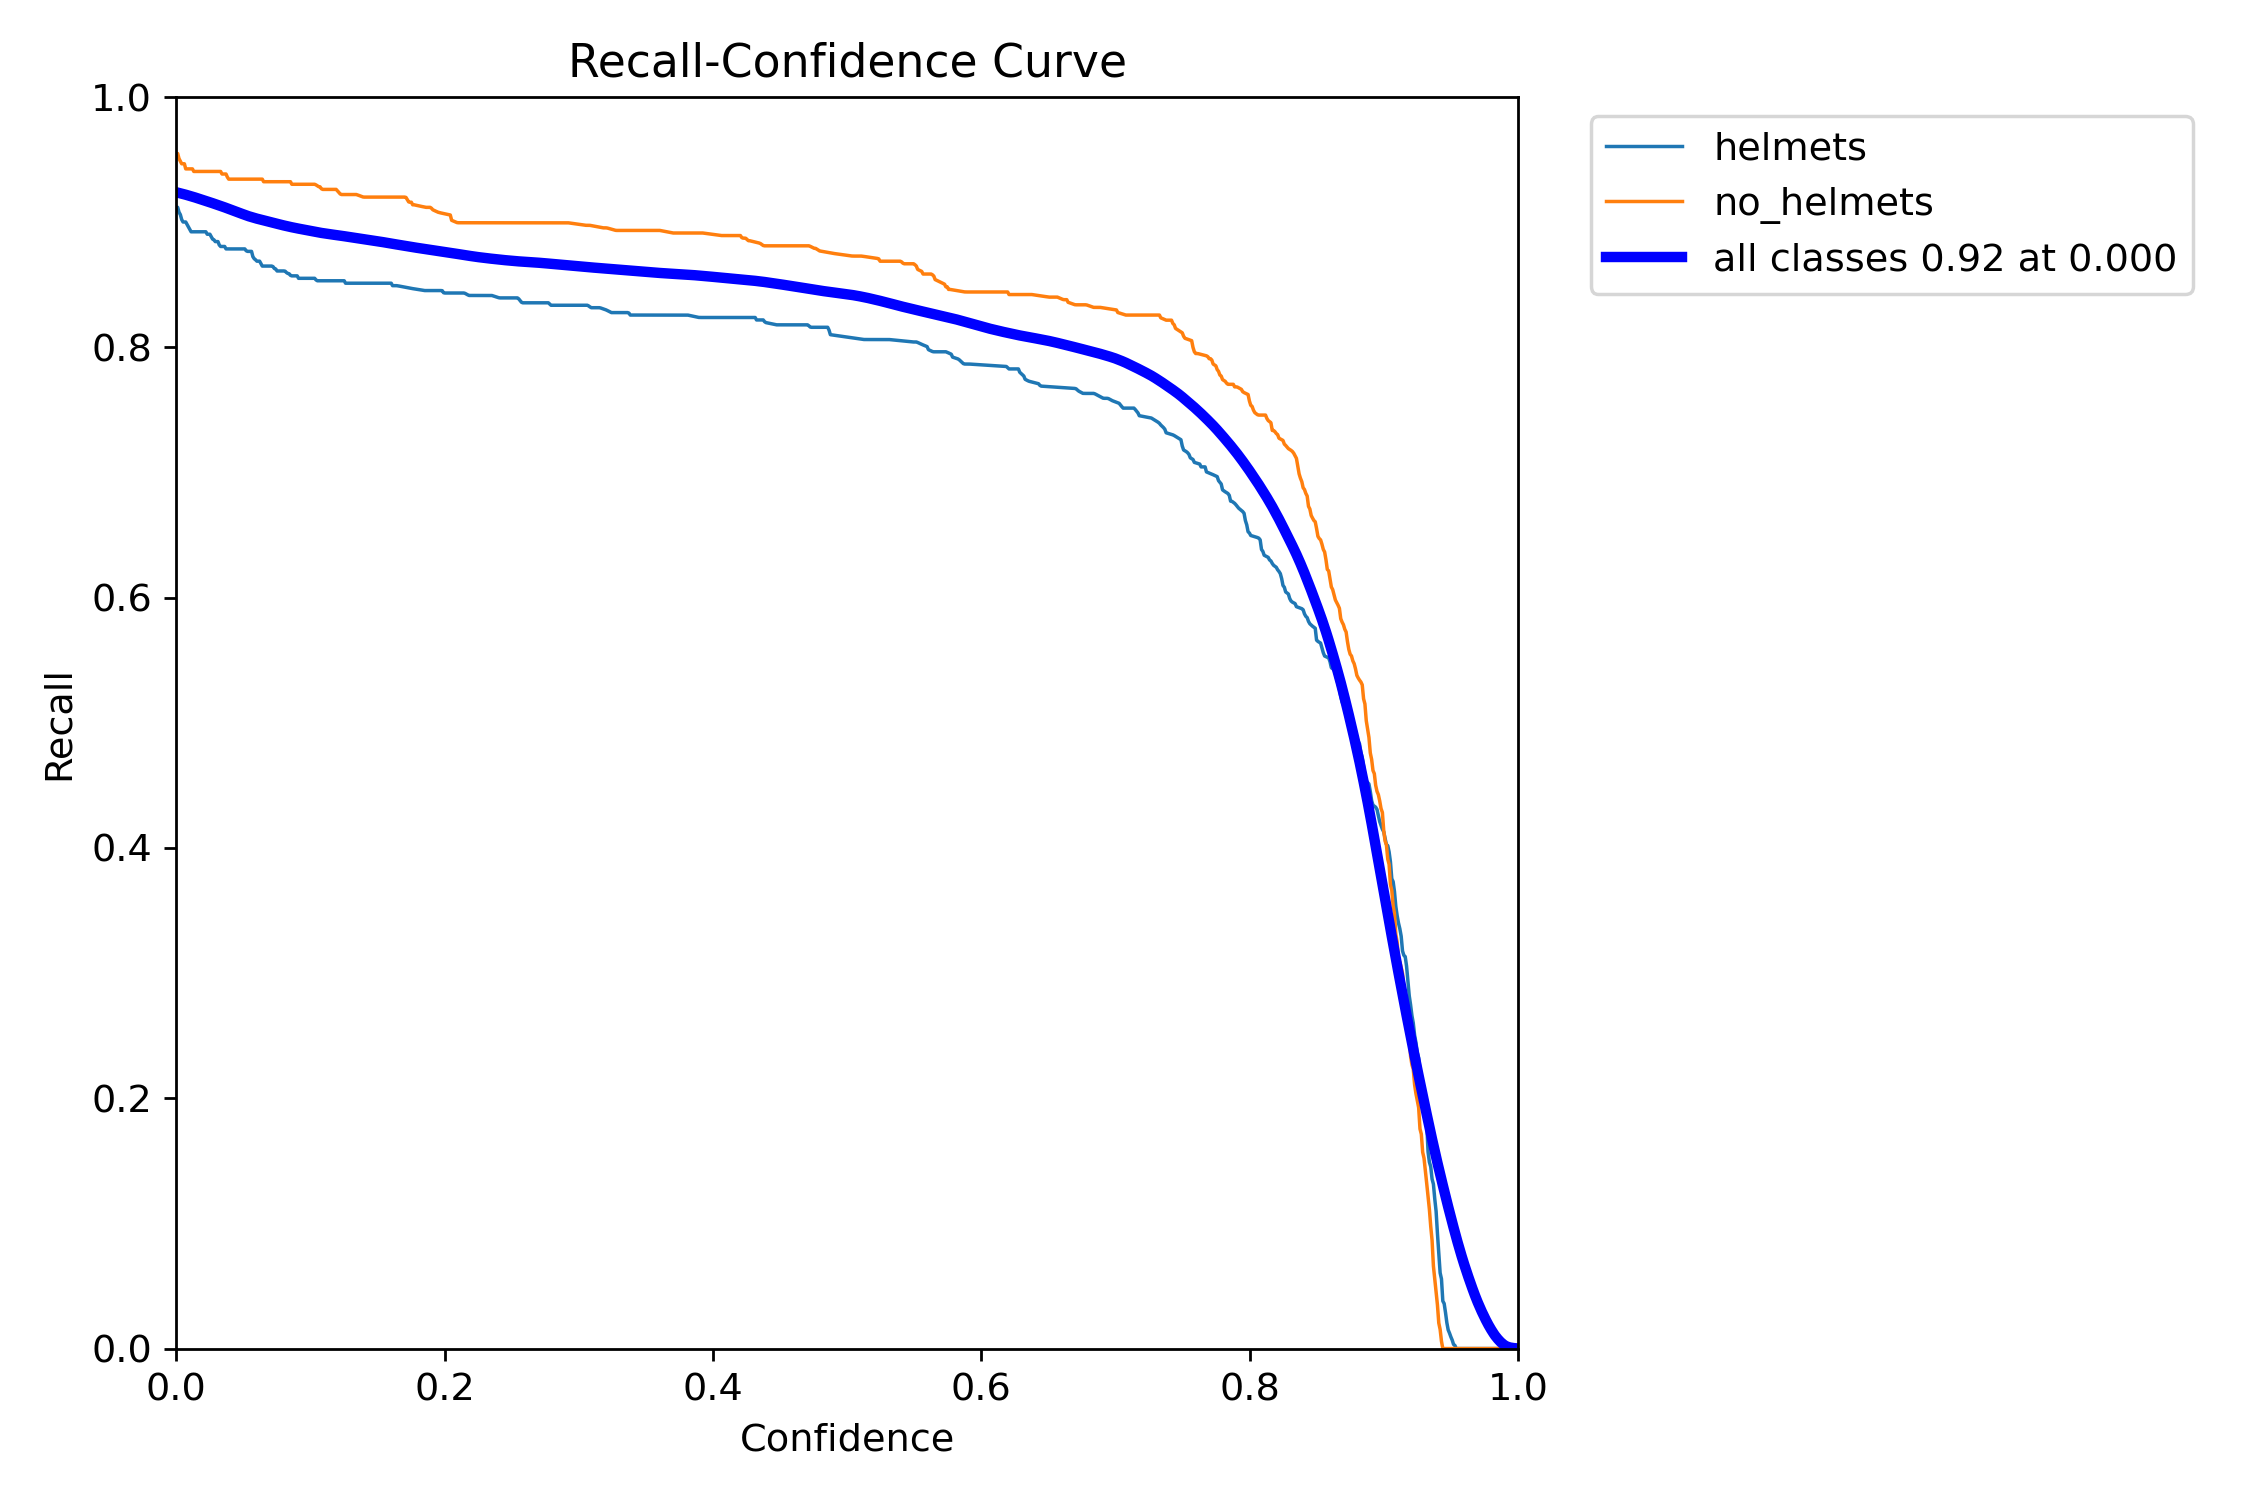 Recall-Confidence Curve
1.0
0.8
0.6
0.4
0.2
0.0
Recall
0.0 0.2 0.4 0.6 0.8 1.0
Confidence
helmets
no_helmets
all classes 0.92 at 0.000